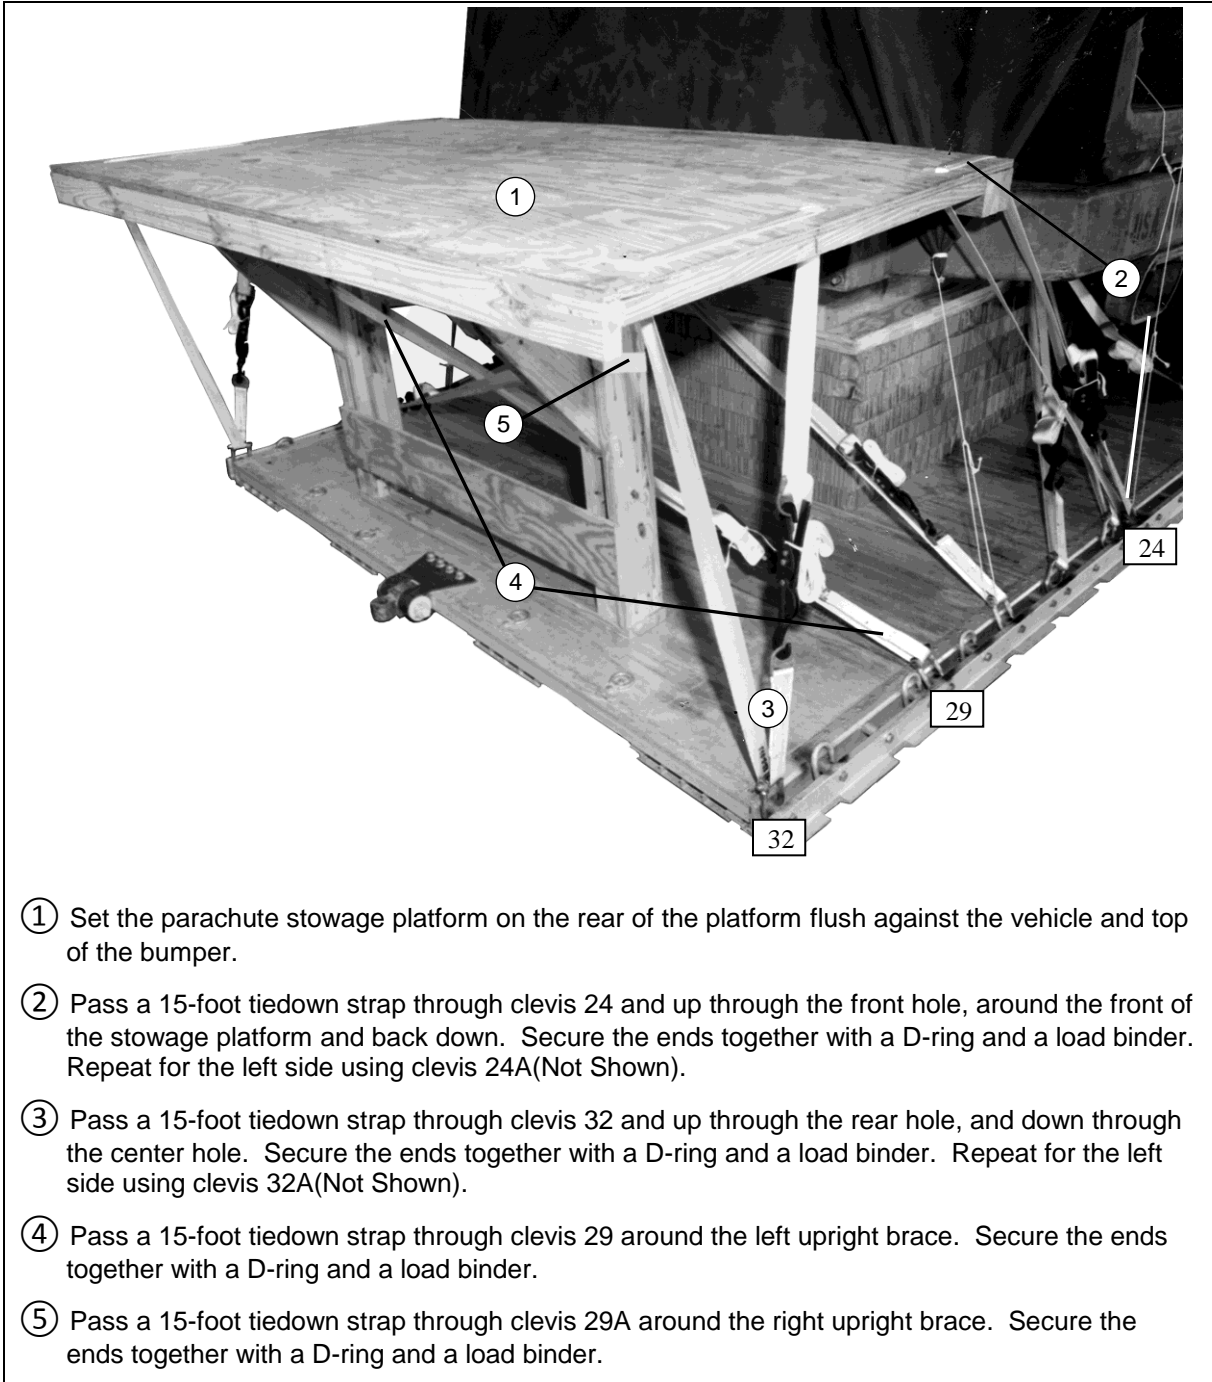 1
2
5
4
24
29
3
32
① Set the parachute stowage platform on the rear of the platform flush against the vehicle and top
of the bumper.
② Pass a 15-foot tiedown strap through clevis 24 and up through the front hole, around the front of
the stowage platform and back down.  Secure the ends together with a D-ring and a load binder.
Repeat for the left side using clevis 24A(Not Shown).
③ Pass a 15-foot tiedown strap through clevis 32 and up through the rear hole, and down through
the center hole.  Secure the ends together with a D-ring and a load binder.  Repeat for the left
side using clevis 32A(Not Shown).
④ Pass a 15-foot tiedown strap through clevis 29 around the left upright brace.  Secure the ends
together with a D-ring and a load binder.
⑤ Pass a 15-foot tiedown strap through clevis 29A around the right upright brace.  Secure the
ends together with a D-ring and a load binder.